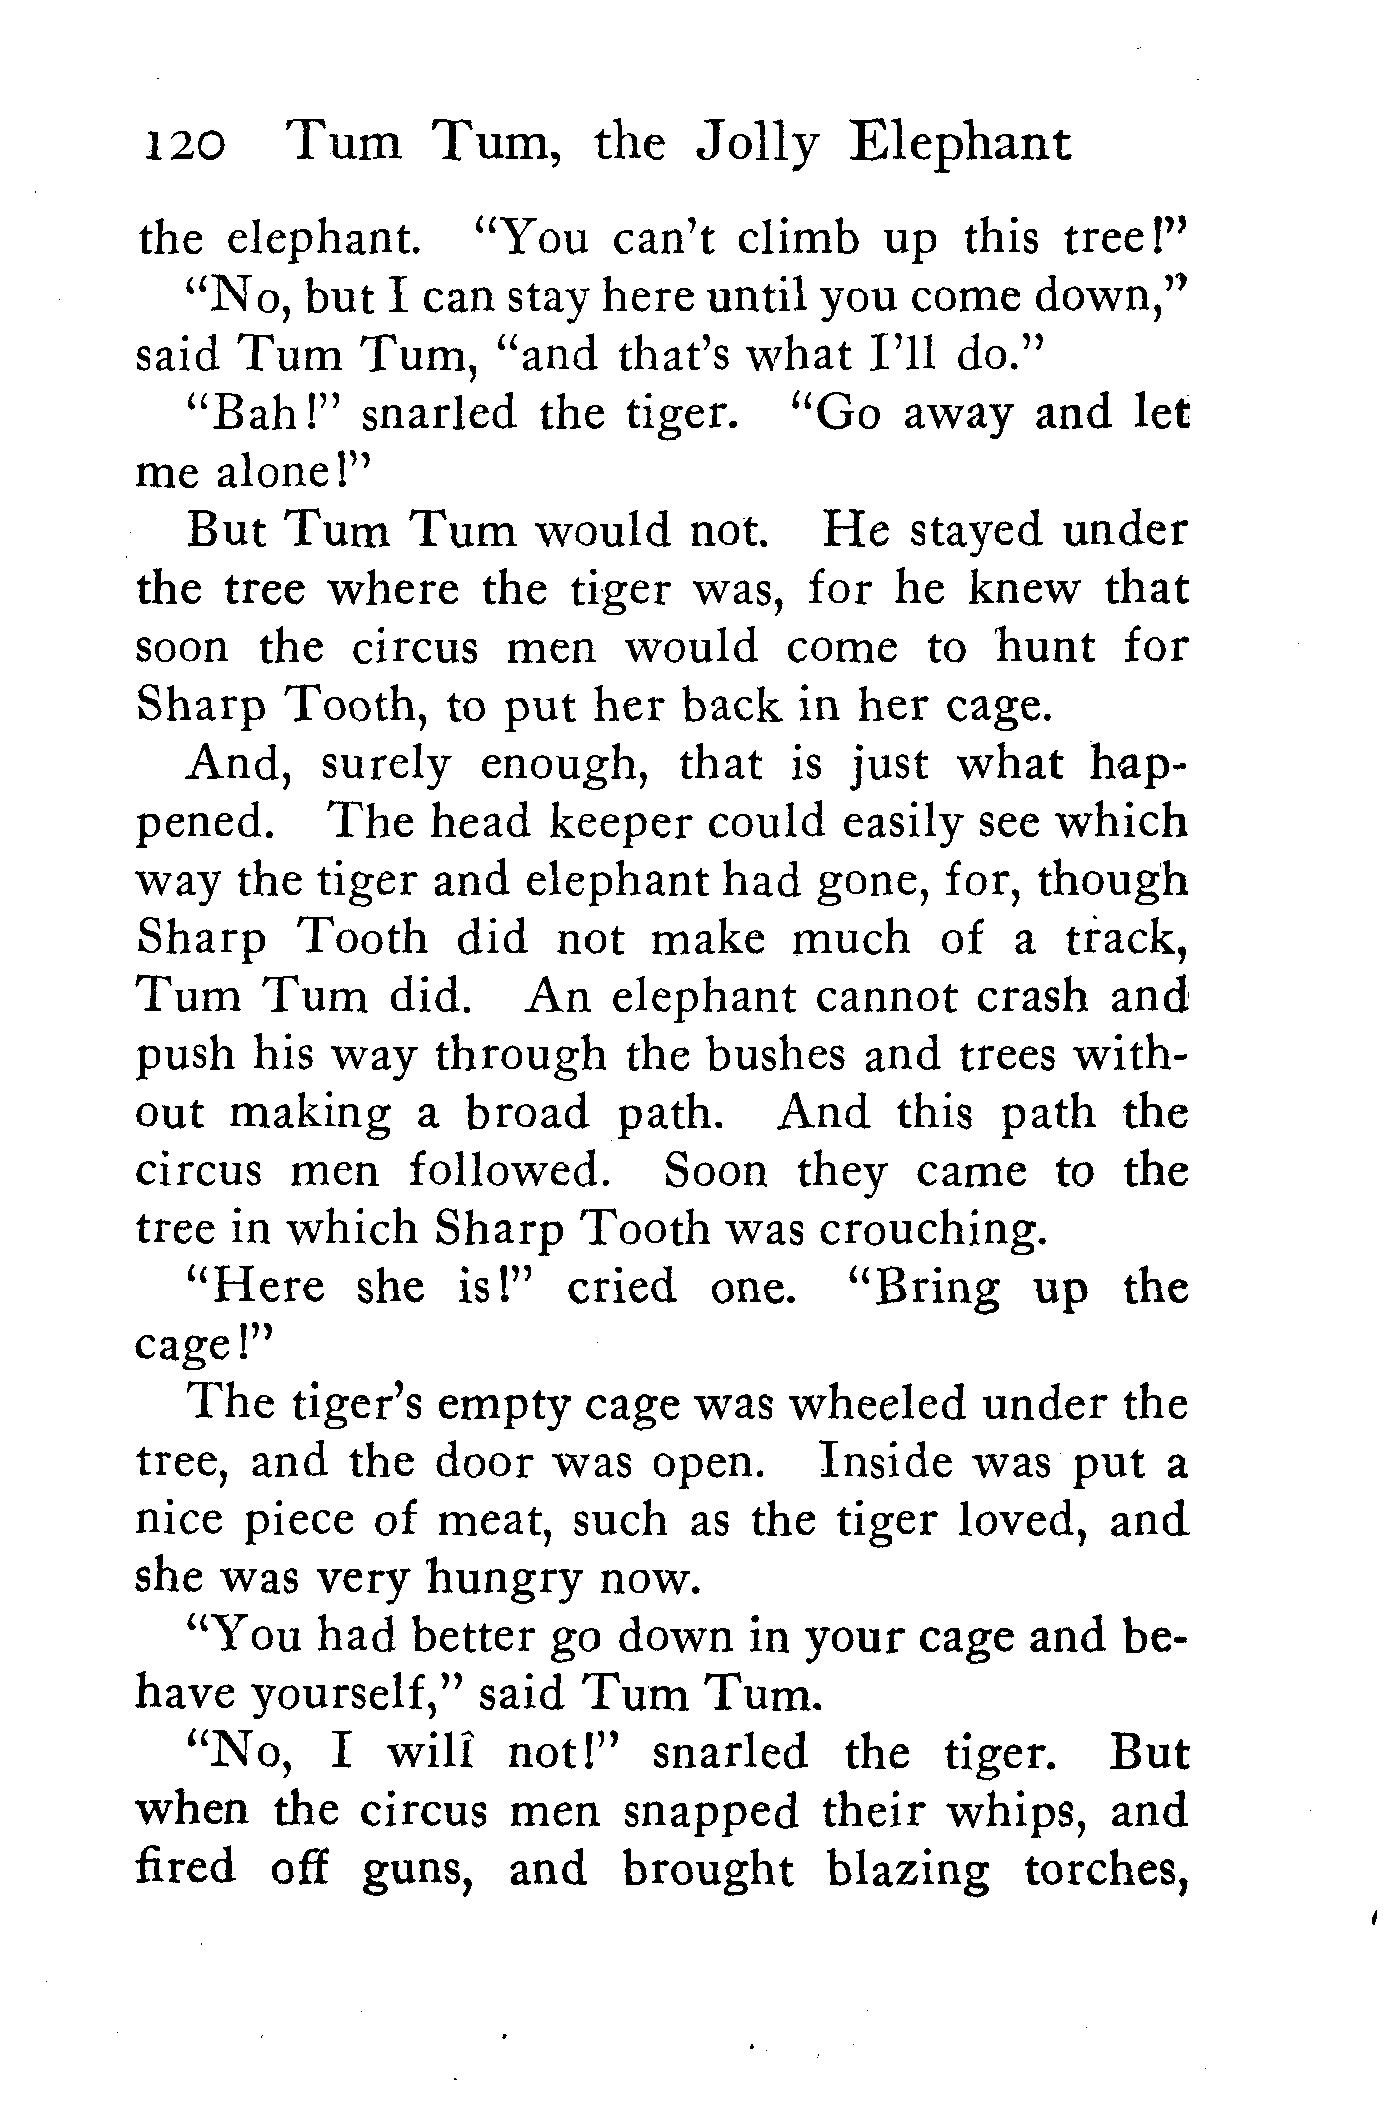 120 Tum Tum, the Jolly Elephant
the elephant. "You can't climb up this tree!"
"No, but I can stay here until you come down,"
said Tum Tum, "and that's what I'll do."
"Bah!" snarled the tiger. "Go away and let
me alone!"
But Tum Tum would not. He stayed under
the tree where the tiger was, for he knew that
soon the circus men would come to hunt for
Sharp Tooth, to put her back in her cage.
And, surely enough, that is just what hap-
pened. The head keeper could easily see which
way the tiger and elephant had gone, for, though
Sharp Tooth did not make much of a track,
Tum Tum did. An elephant cannot crash and
push his way through the bushes and trees with-
out making a broad path. And this path the
circus men followed. Soon they came to the
tree in which Sharp Tooth was crouching.
"Here she is!" cried one. "Bring up the
cage!"
The tiger's empty cage was wheeled under the
tree, and the door was open. Inside was put a
nice piece of meat, such as the tiger loved, and
she was very hungry now.
"You had better go down in your cage and be-
have yourself," said Tum Tum.
"No, I will not!" snarled the tiger. But
when the circus men snapped their whips, and
fired off guns, and brought blazing torches,